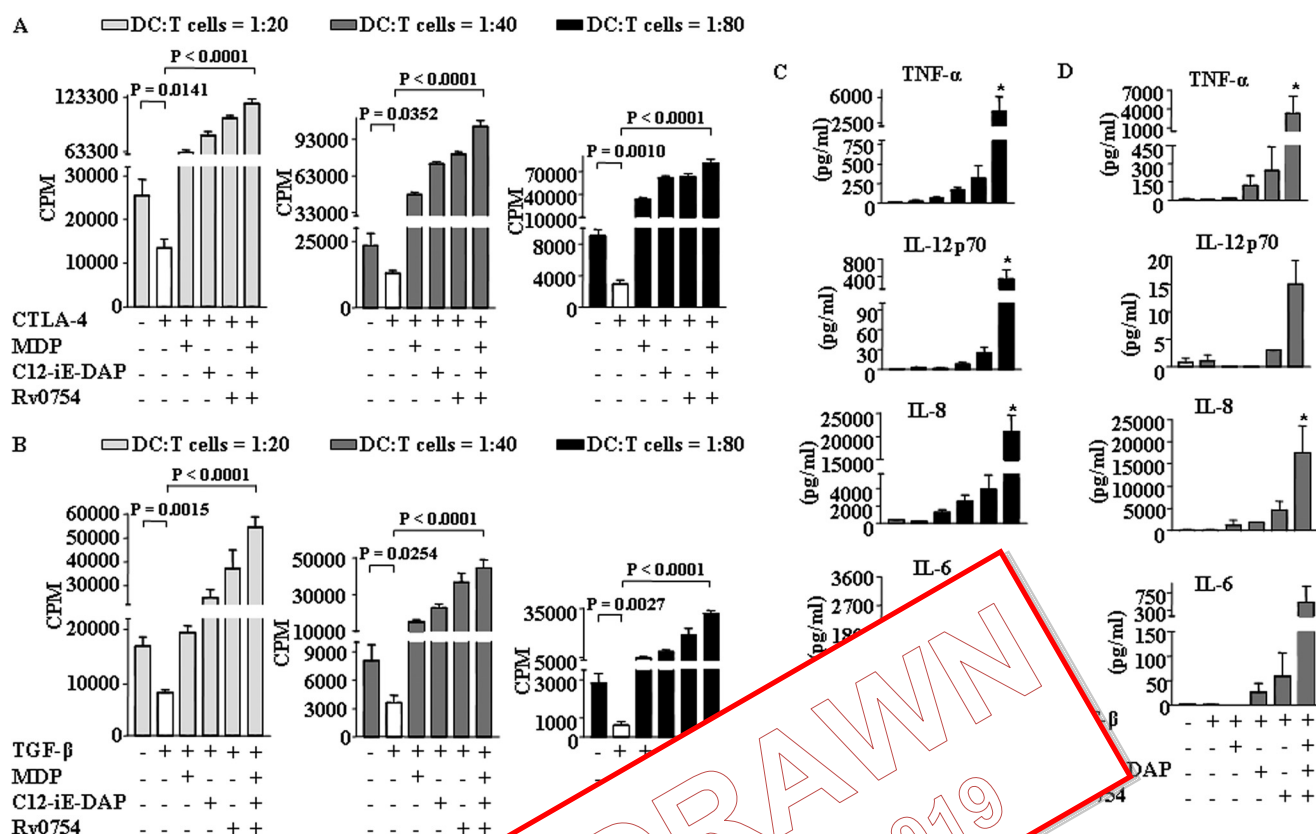 A
DC:T cells = 1:20 DC:T cells = 1:40 DC:T cells = 1:80
P < 0.0001
P = 0.0141
123300
63300
30000
20000
10000
0
CPM
P < 0.0001
P = 0.0352
93000
63000
33000
25000
0
CPM
P < 0.0001
P = 0.0010
70000
40000
10000
8000
4000
0
CPM
CTLA-4 - + + + + + - + + + + + - + + + + +
MDP - - + - - + - - + - - + - - + - - +
C12-iE-DAP - - - + - + - - - + - + - - - + - +
Rv0754 - - - - + + - - - - + + - - - - + +
B
DC:T cells = 1:20 DC:T cells = 1:40 DC:T cells = 1:80
P < 0.0001
P = 0.0015
60000
50000
40000
30000
20000
10000
0
CPM
P < 0.0001
P = 0.0254
50000
30000
10000
9000
6000
3000
0
CPM
P < 0.0001
P = 0.0027
35000
5000
3000
1000
0
CPM
TGF-β - + + + + + - + + + + + - + +
MDP - - + - - + - - + - - +
C12-iE-DAP - - - + - + - - - + - +
Rv0754 - - - - + + - - - - + +
C
TNF-α
*
6000
2500
750
500
250
0
(pg/ml)
IL-12p70
*
800
400
90
60
30
0
(pg/ml)
IL-8
*
25000
20000
15000
4000
2000
0
(pg/ml)
IL-6
3600
2700
(pg/ml)
D
TNF-α
*
7000
4000
1000
450
300
150
0
(pg/ml)
IL-12p70
20
15
10
5
0
(pg/ml)
IL-8
*
25000
20000
15000
10000
5000
0
(pg/ml)
IL-6
750
300
150
100
50
0
(pg/ml)
-β - + + + + +
- - + - - +
DAP - - - + - +
- - - - + +
DRAWN
2019